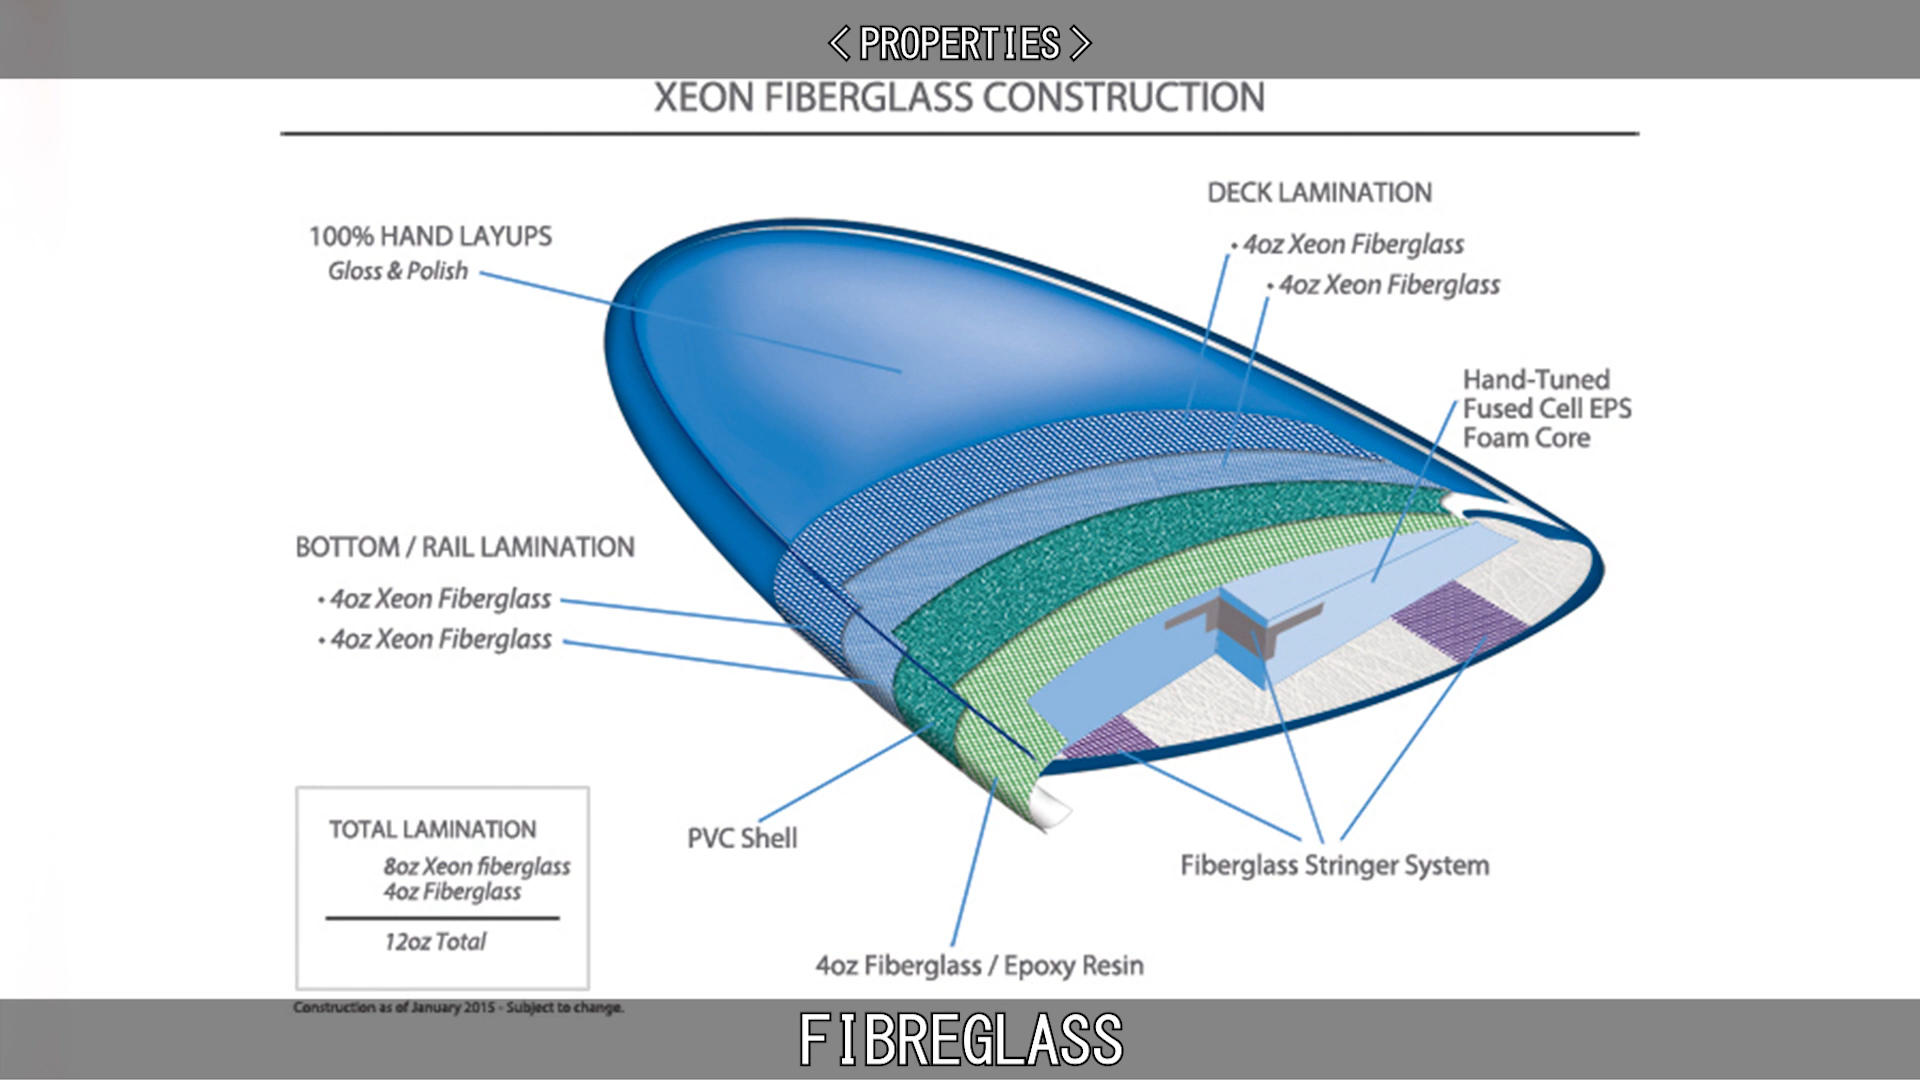 <PROPERTIES>
XEON FIBERGLASS CONSTRUCTION
DECK LAMINATION
• 4oz Xeon Fiberglass
• 4oz Xeon Fiberglass
100% HAND LAYUPS
Gloss & Polish
Hand-Tuned
Fused Cell EPS
Foam Core
BOTTOM / RAIL LAMINATION
• 4oz Xeon Fiberglass
• 4oz Xeon Fiberglass
PVC Shell
Fiberglass Stringer System
4oz Fiberglass / Epoxy Resin
TOTAL LAMINATION
8oz Xeon fiberglass
4oz Fiberglass
12oz Total
Construction as of January 2015 - Subject to change.
FIBREGLASS